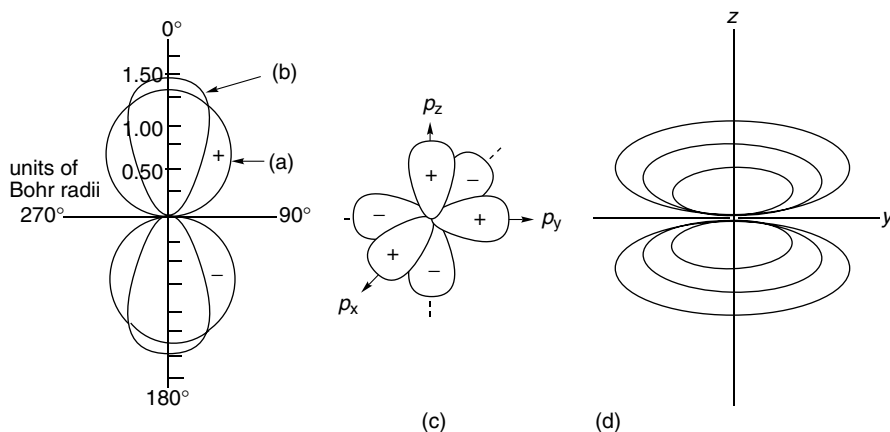 0°
1.50
1.00
0.50
(b)
+
(a)
units of
Bohr radii
270°
90°
−
180°
p_z
+
−
−
+
p_y
+
−
p_x
(c)
z
y
(d)